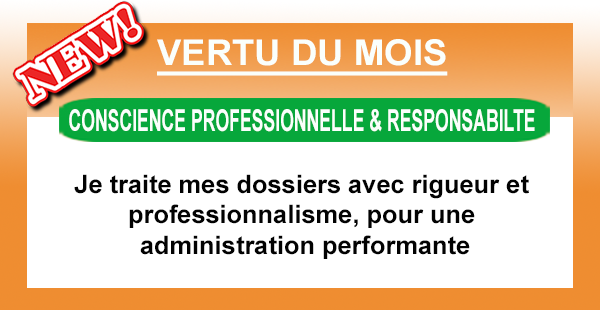 NEW!
VERTU DU MOIS
CONSCIENCE PROFESSIONNELLE & RESPONSABILTE
Je traite mes dossiers avec rigueur et
professionnalisme, pour une
administration performante